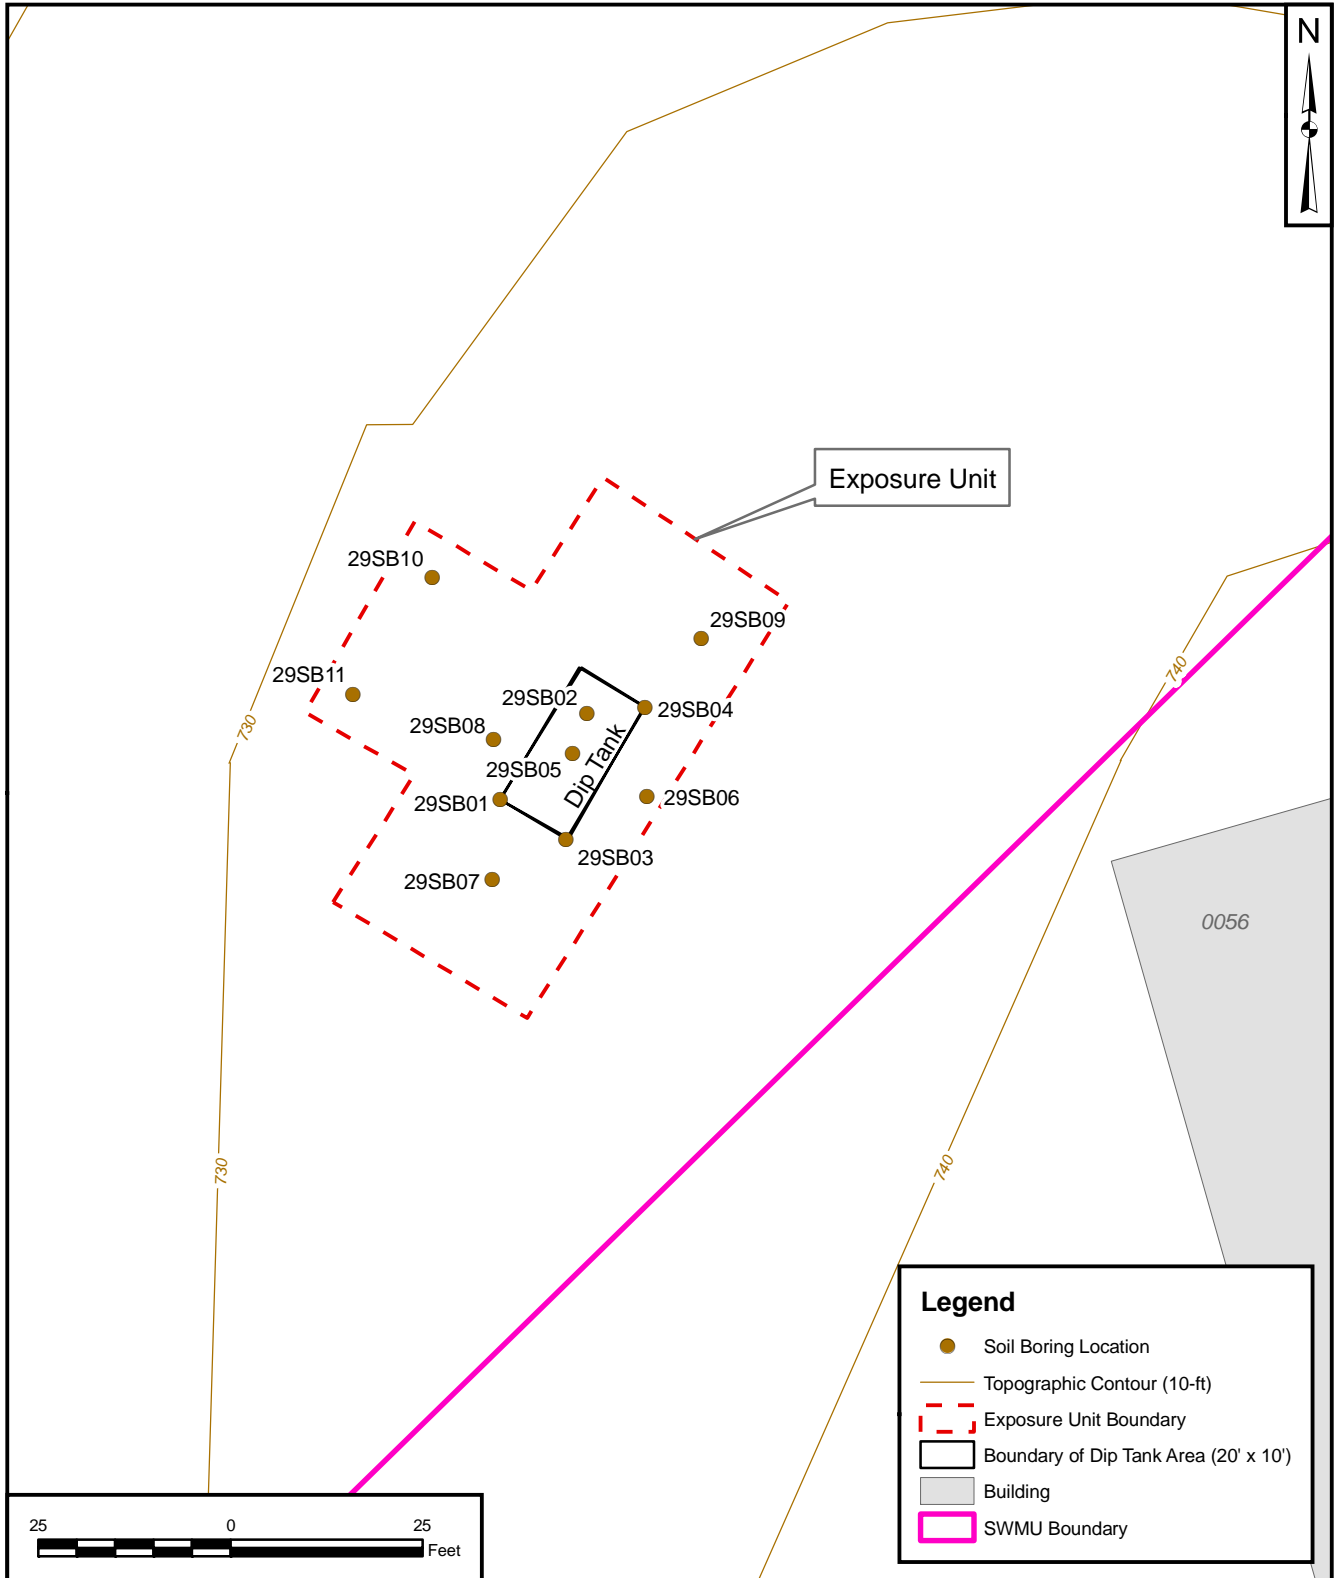 N
Exposure Unit
29SB10
29SB09
29SB11
29SB02
29SB04
29SB08
29SB05
Dip Tank
29SB01
29SB06
29SB03
29SB07
730
740
0056
730
740
Legend
Soil Boring Location
Topographic Contour (10-ft)
Exposure Unit Boundary
Boundary of Dip Tank Area (20' x 10')
Building
SWMU Boundary
25 0 25
Feet